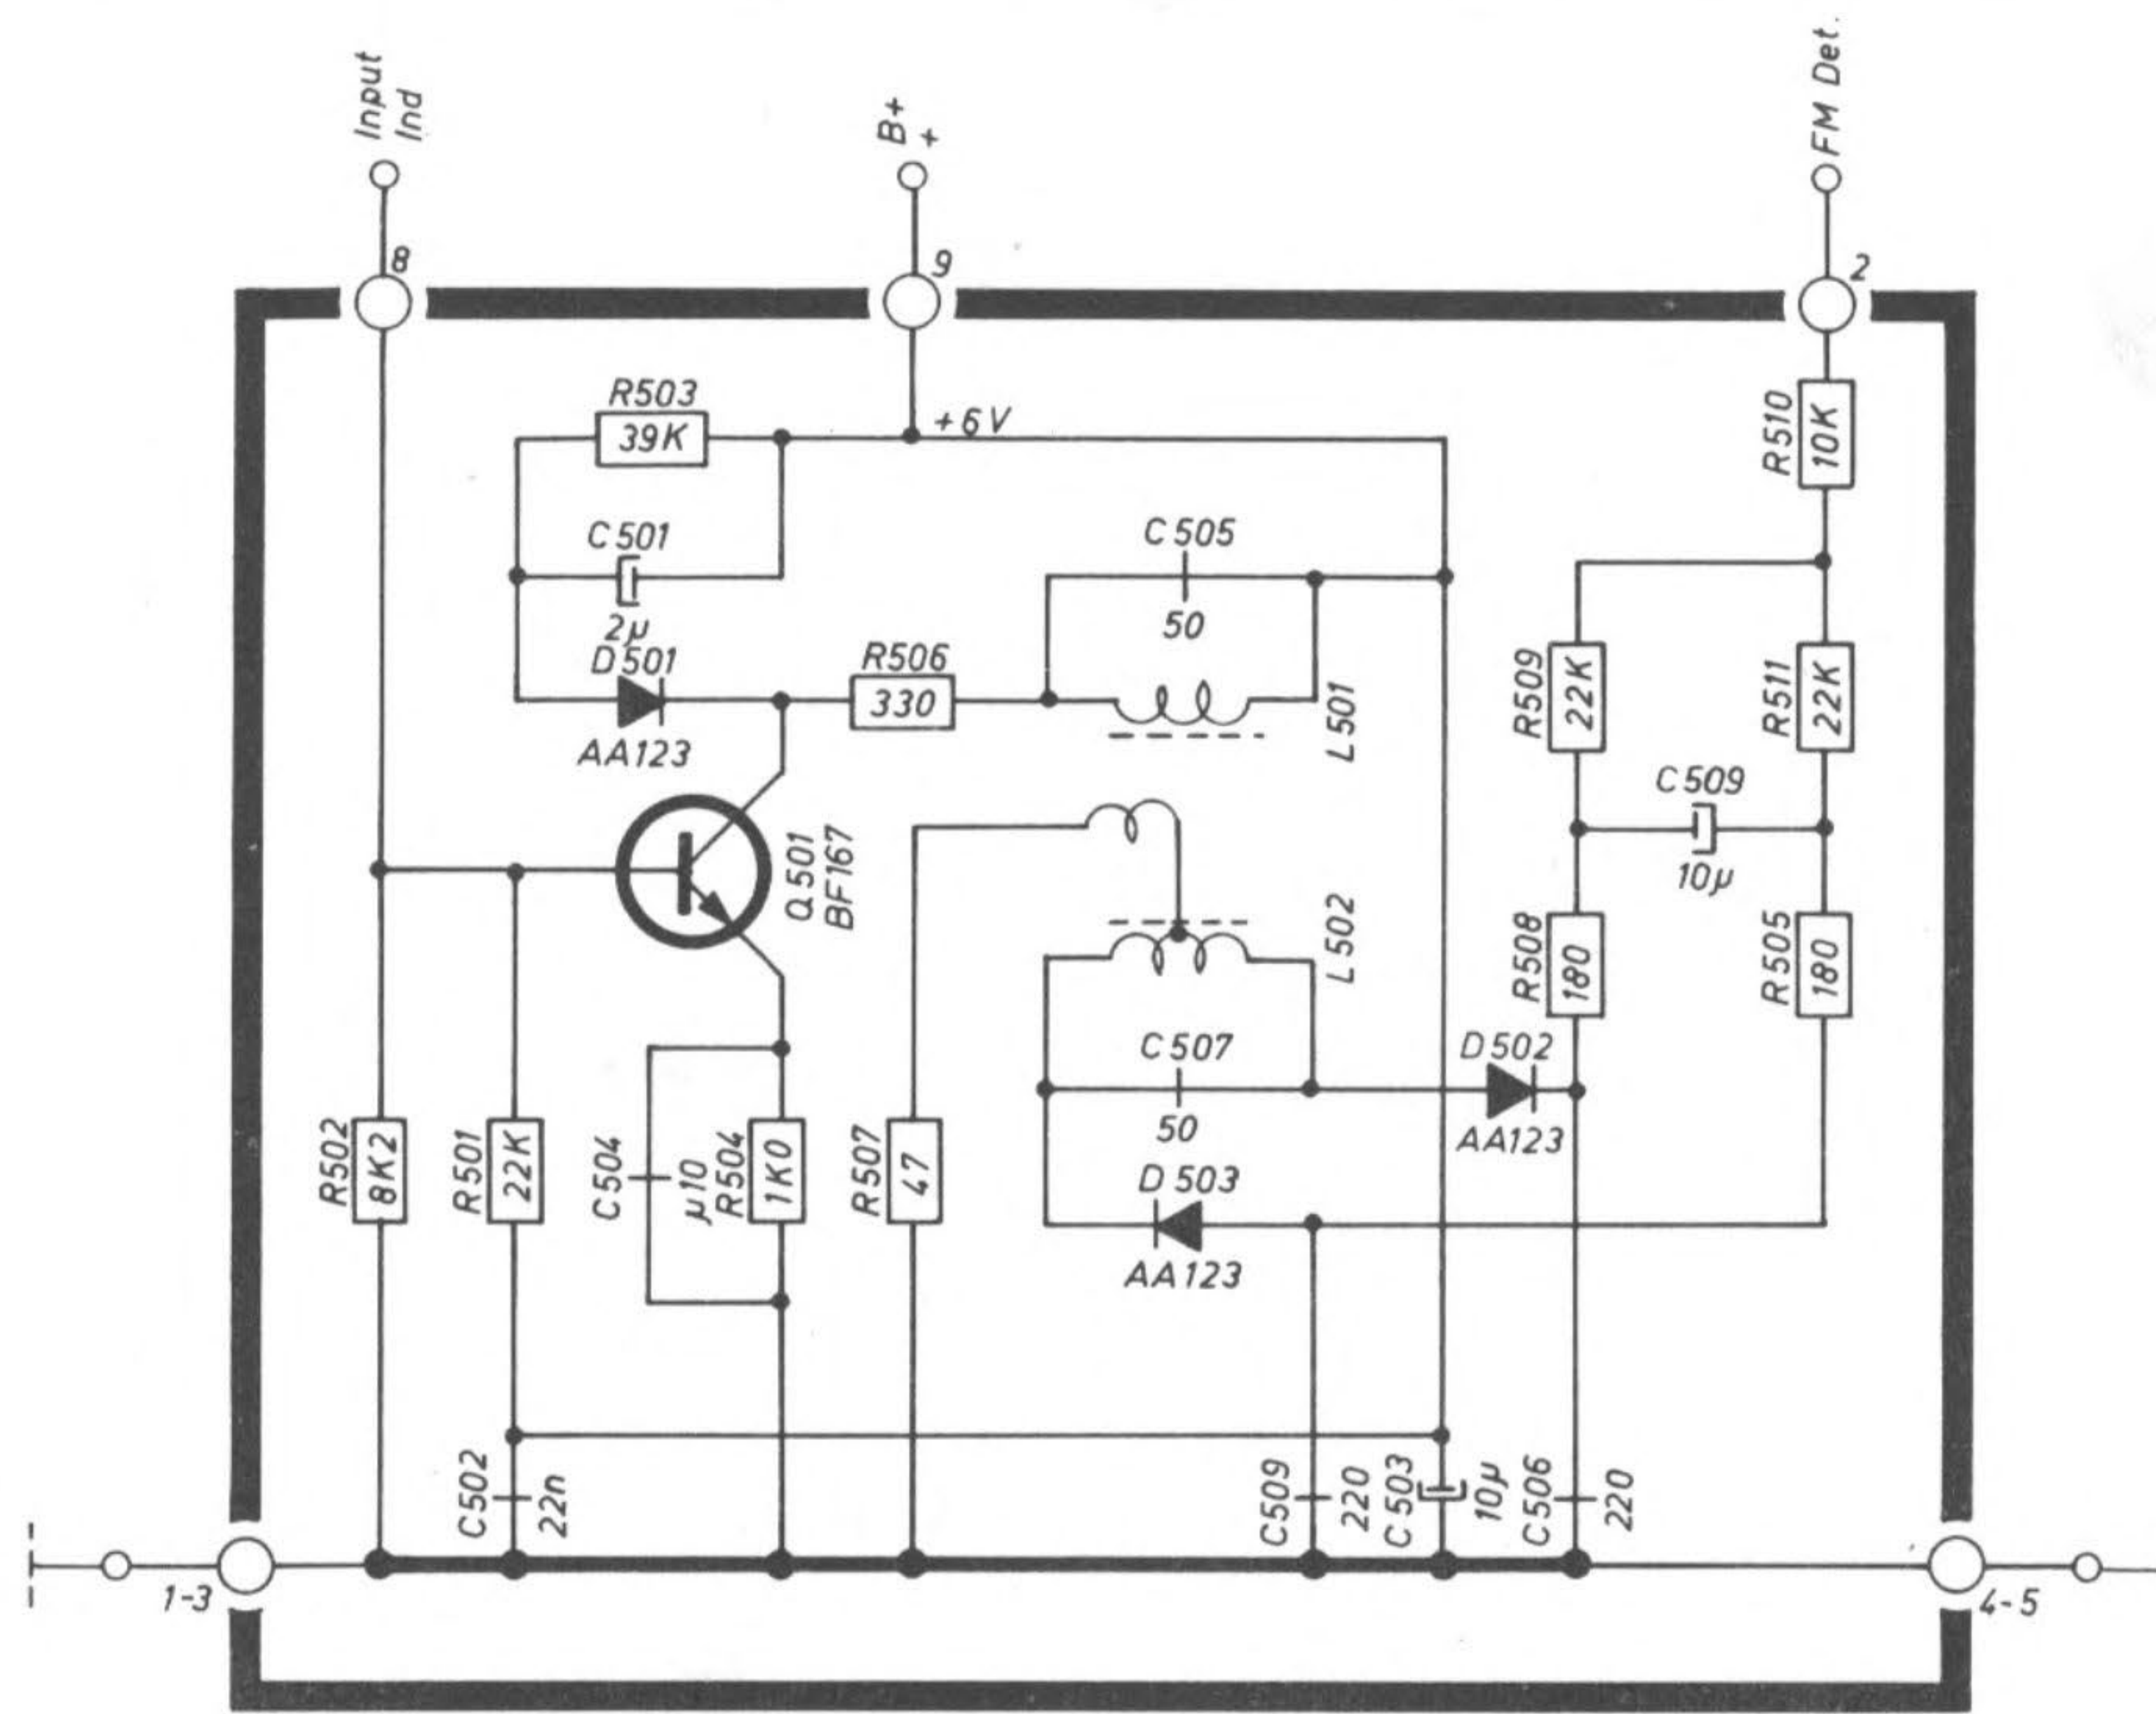 Input
Ind
B+
+
FM Det.
8
9
2
R503
39K
+6V
R510
10K
C501
2µ
C505
50
D501
AA123
R506
330
L501
R509
22K
R511
22K
C509
10µ
Q501
BF167
L502
R508
180
R505
180
C507
50
D502
AA123
R502
8K2
R501
22K
C504
µ10
R504
1K0
R507
47
D503
AA123
C502
22n
C509
220
C503
10µ
C506
220
1-3
4-5